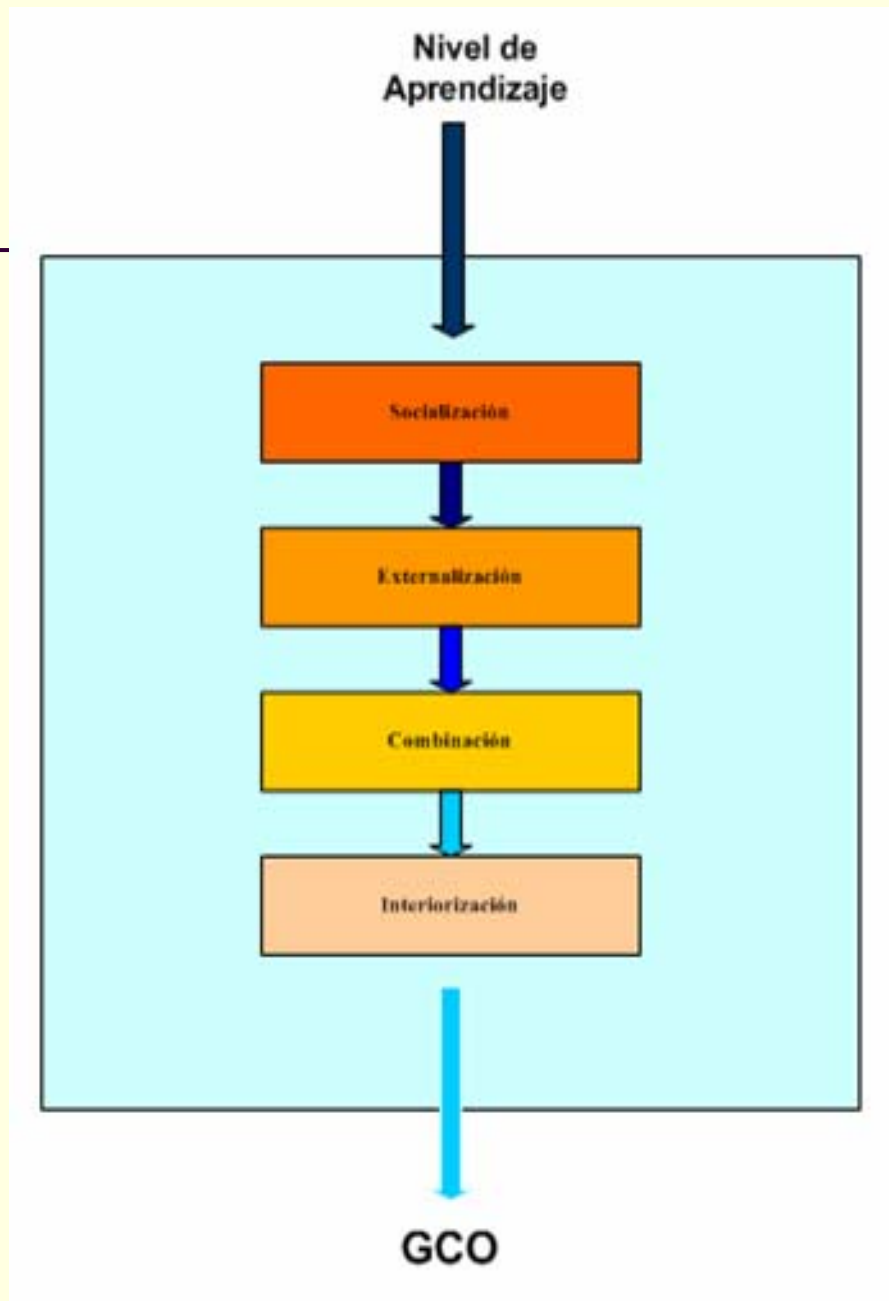 Nivel de
Aprendizaje
Socialización
Externalización
Combinación
Interiorización
GCO